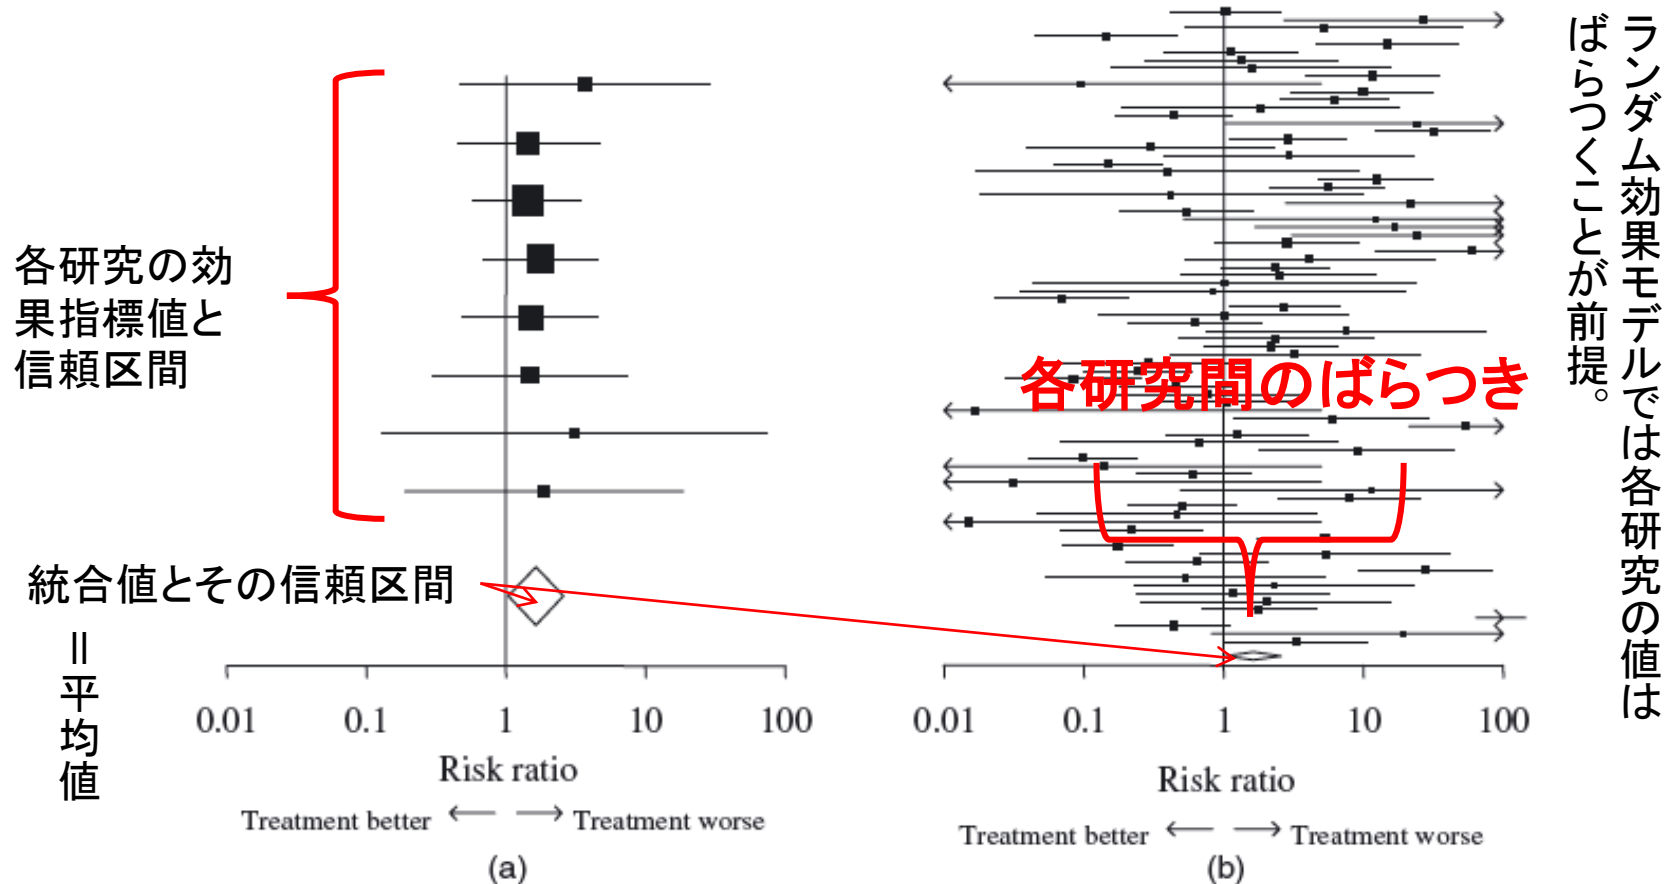 各研究の効
果指標値と
信頼区間
統合値とその信頼区間
=平均値
0.01 0.1 1 10 100
Risk ratio
Treatment better ← → Treatment worse
(a)
各研究間のばらつき
0.01 0.1 1 10 100
Risk ratio
Treatment better ← → Treatment worse
(b)
ランダム効果モデルでは各研究の値は
ばらつくことが前提。